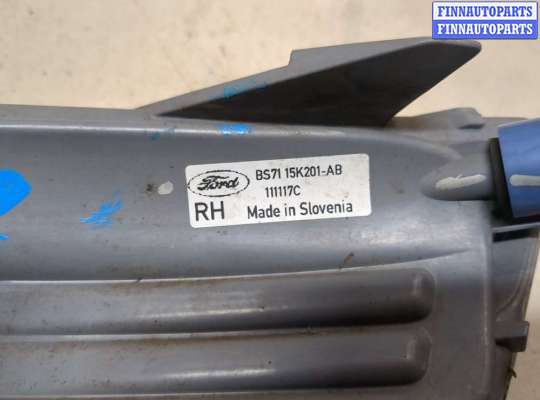 FINNAUTOPARTS
FINNAUTOPARTS
Ford
BS71 15K201-AB
111117C
RH
Made in Slovenia